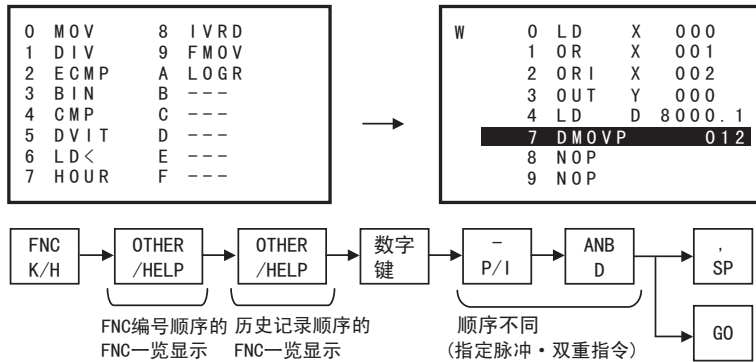 0 MOV 8 IVRD
1 DIV 9 FMOV
2 ECMP A LOGR
3 BIN B ---
4 CMP C ---
5 DVIT D ---
6 LD< E ---
7 HOUR F ---
W 0 LD X 000
1 OR X 001
2 ORI X 002
3 OUT Y 000
4 LD D 8000.1
7 DMOVP 012
8 NOP
9 NOP
FNC K/H
OTHER /HELP
OTHER /HELP
数字键
- P/I
ANB D
, SP
GO
FNC编号顺序的
FNC一览显示
历史记录顺序的
FNC一览显示
顺序不同
(指定脉冲・双重指令)